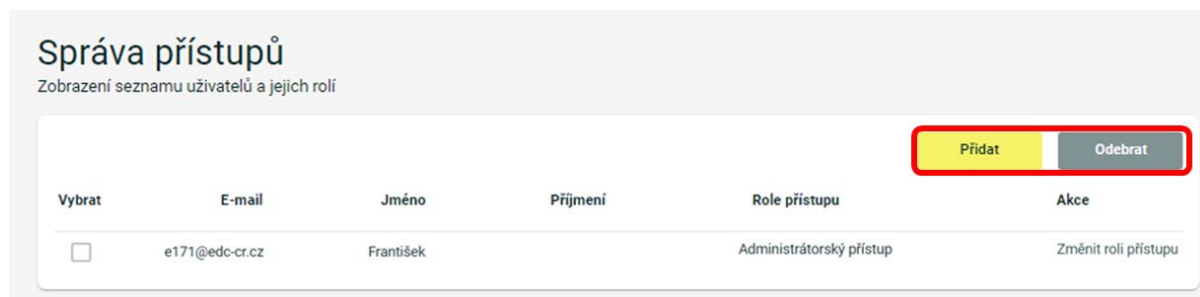 Správa přístupů
Zobrazení seznamu uživatelů a jejich rolí
Přidat Odebrat
Vybrat E-mail Jméno Příjmení Role přístupu Akce
e171@edc-cr.cz František Administrátorský přístup Změnit roli přístupu